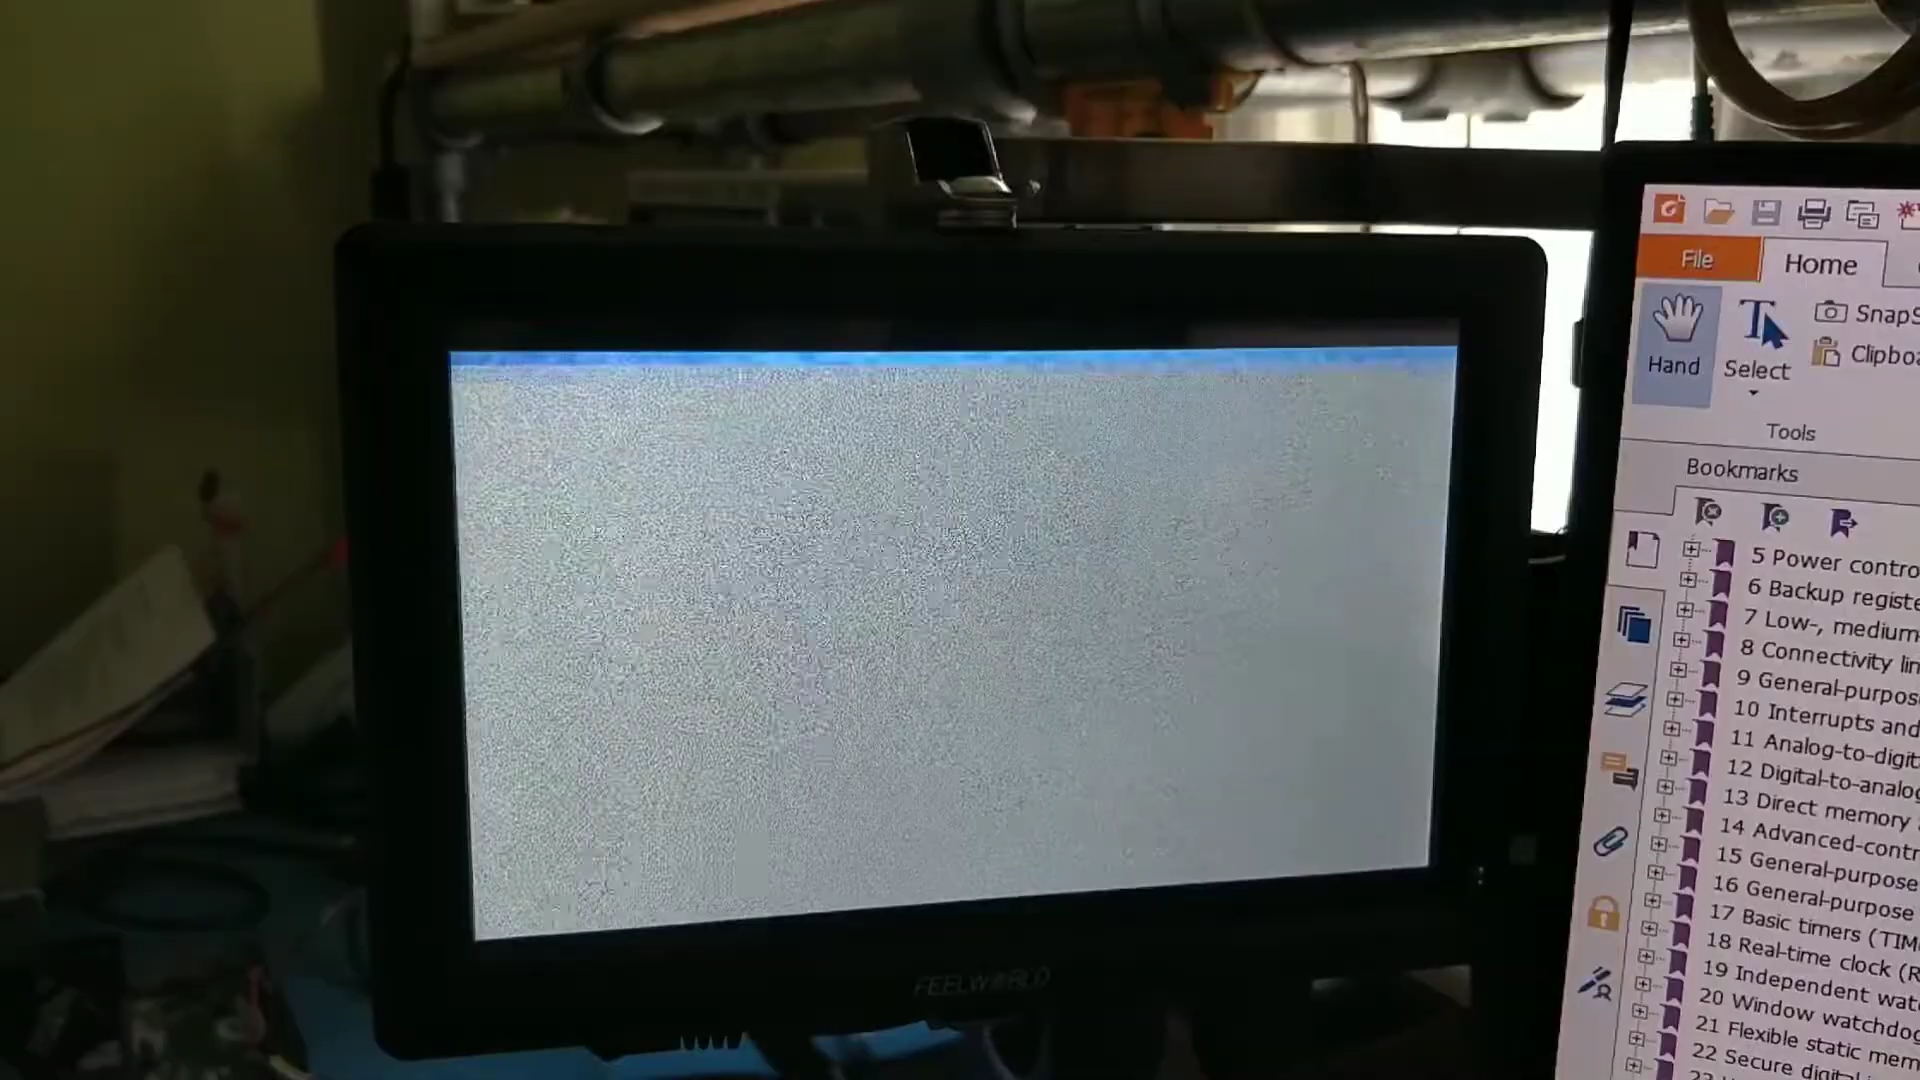 File
Home
SnapS
Hand
Select
Clipboa
Tools
Bookmarks
5 Power contro
6 Backup registe
7 Low-, medium-
8 Connectivity lin
9 General-purpos
10 Interrupts and
11 Analog-to-digit
12 Digital-to-analog
13 Direct memory
14 Advanced-contr
15 General-purpose
16 General-purpose
17 Basic timers (TIM
18 Real-time clock (R
19 Independent wat
20 Window watchdog
21 Flexible static mem
22 Secure digital
FEELWORLD